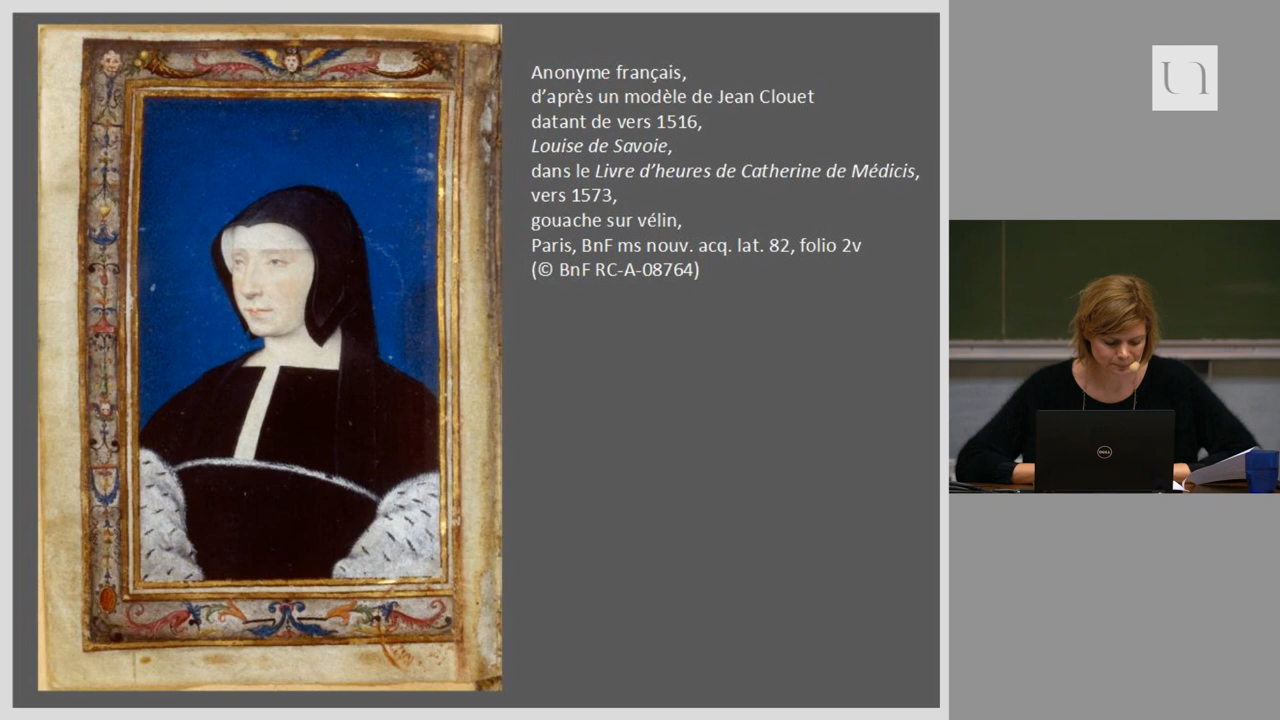 Anonyme français,
d’après un modèle de Jean Clouet
datant de vers 1516,
Louise de Savoie,
dans le Livre d’heures de Catherine de Médicis,
vers 1573,
gouache sur vélin,
Paris, BnF ms nouv. acq. lat. 82, folio 2v
(© BnF RC-A-08764)
DELL